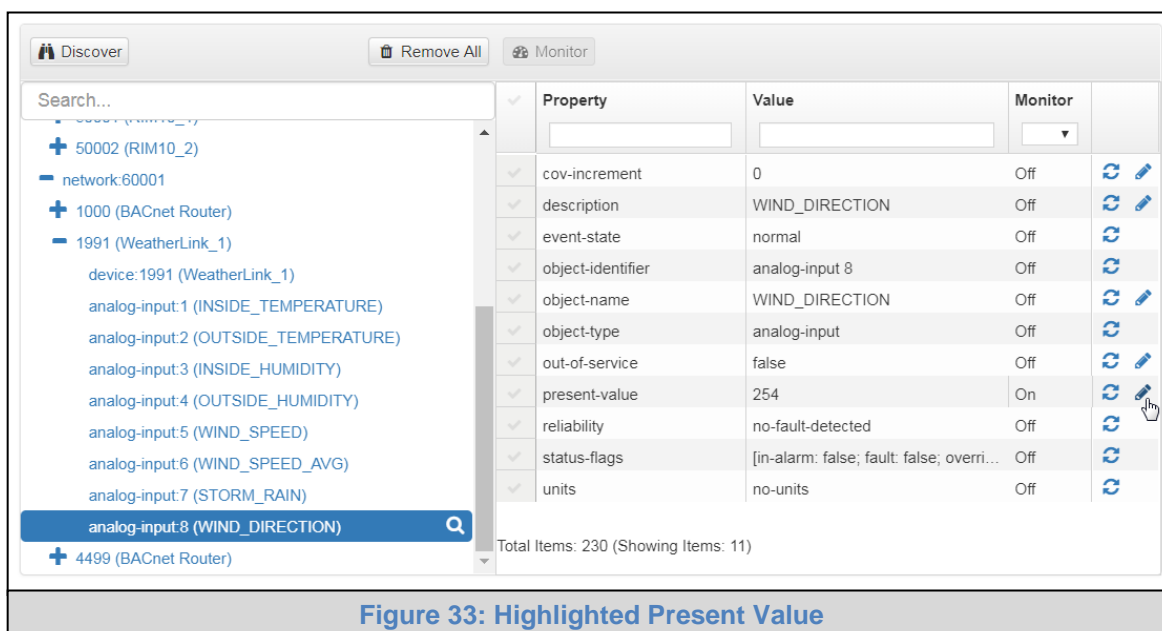 Discover
Remove All
Monitor
Search...
50002 (RIM10_2)
network:60001
1000 (BACnet Router)
1991 (WeatherLink_1)
device:1991 (WeatherLink_1)
analog-input:1 (INSIDE_TEMPERATURE)
analog-input:2 (OUTSIDE_TEMPERATURE)
analog-input:3 (INSIDE_HUMIDITY)
analog-input:4 (OUTSIDE_HUMIDITY)
analog-input:5 (WIND_SPEED)
analog-input:6 (WIND_SPEED_AVG)
analog-input:7 (STORM_RAIN)
analog-input:8 (WIND_DIRECTION)
4499 (BACnet Router)
Property Value Monitor
cov-increment 0 Off
description WIND_DIRECTION Off
event-state normal Off
object-identifier analog-input 8 Off
object-name WIND_DIRECTION Off
object-type analog-input Off
out-of-service false Off
present-value 254 On
reliability no-fault-detected Off
status-flags [in-alarm: false; fault: false; overri... Off
units no-units Off
Total Items: 230 (Showing Items: 11)
Figure 33: Highlighted Present Value